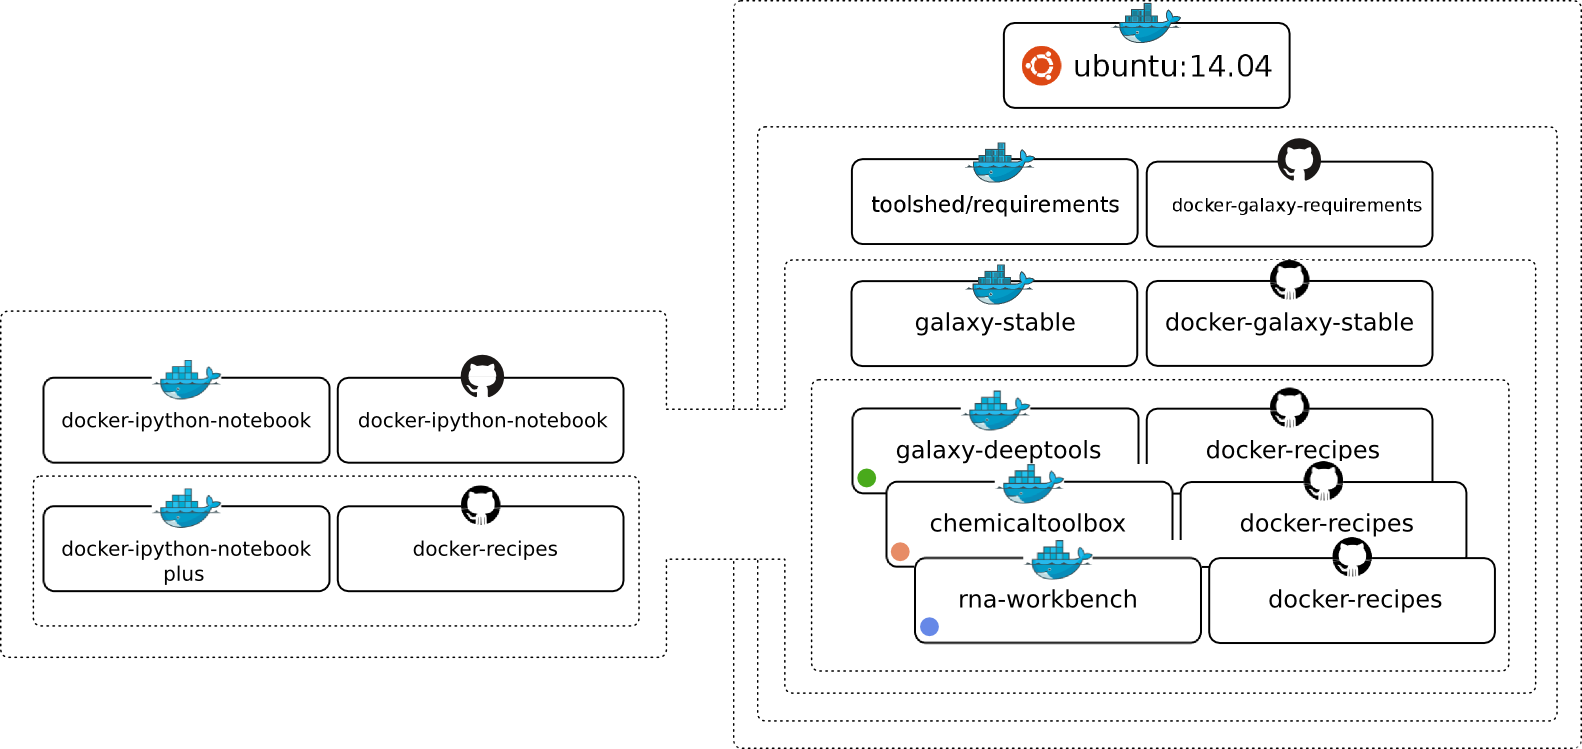 ubuntu:14.04
toolshed/requirements
docker-galaxy-requirements
galaxy-stable
docker-galaxy-stable
docker-ipython-notebook
docker-ipython-notebook
docker-ipython-notebook
plus
docker-recipes
galaxy-deeptools
docker-recipes
chemicaltoolbox
docker-recipes
rna-workbench
docker-recipes